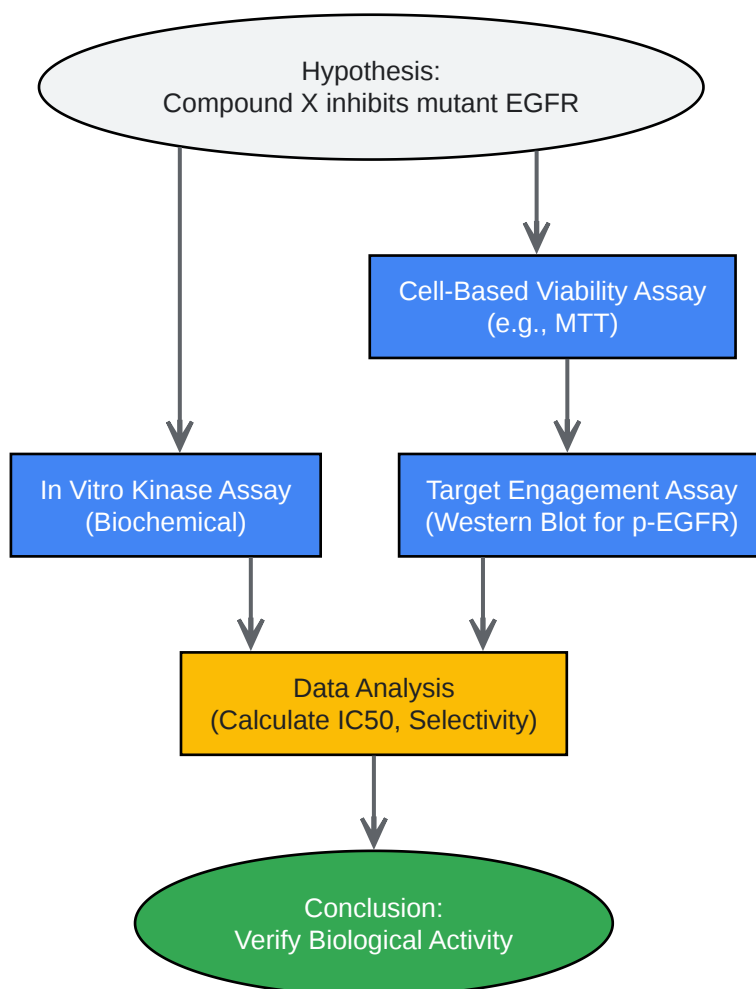 Hypothesis:
Compound X inhibits mutant EGFR
Cell-Based Viability Assay
(e.g., MTT)
In Vitro Kinase Assay
(Biochemical)
Target Engagement Assay
(Western Blot for p-EGFR)
Data Analysis
(Calculate IC50, Selectivity)
Conclusion:
Verify Biological Activity